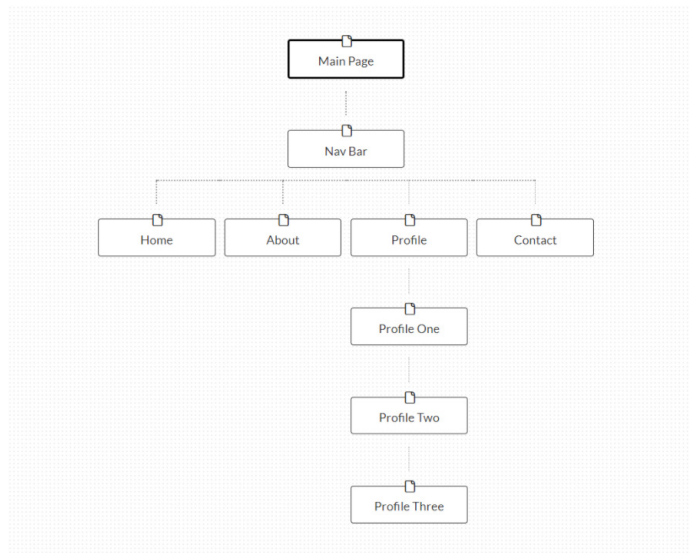 Main Page
Nav Bar
Home
About
Profile
Contact
Profile One
Profile Two
Profile Three